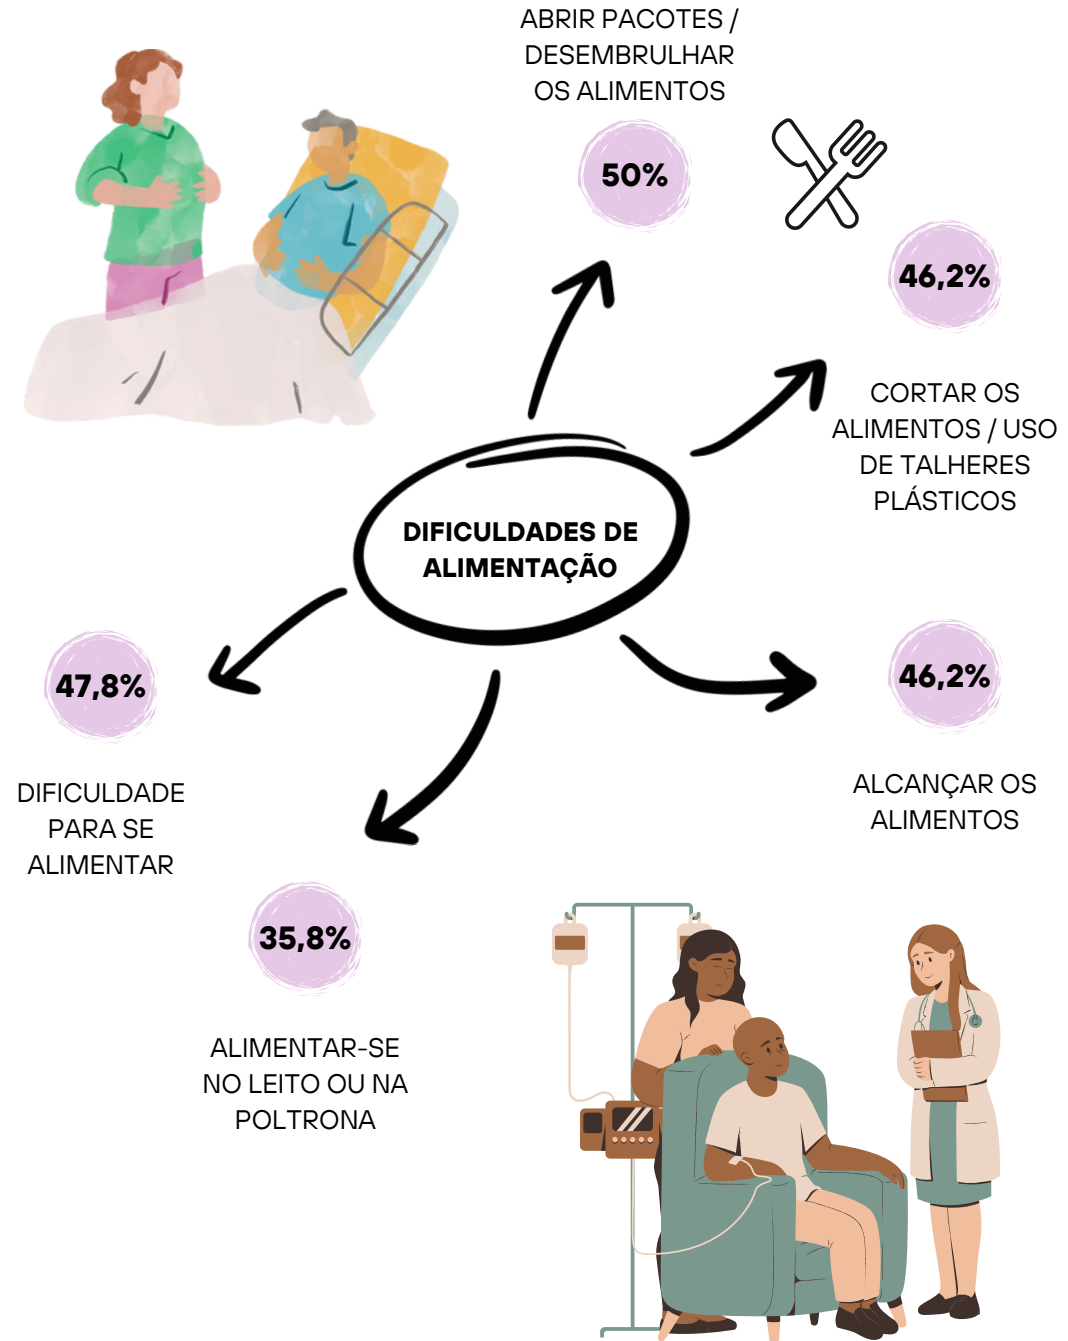 ABRIR PACOTES /
DESEMBRULHAR
OS ALIMENTOS
50%
46,2%
CORTAR OS
ALIMENTOS / USO
DE TALHERES
PLÁSTICOS
DIFICULDADES DE
ALIMENTAÇÃO
47,8%
DIFICULDADE
PARA SE
ALIMENTAR
46,2%
ALCANÇAR OS
ALIMENTOS
35,8%
ALIMENTAR-SE
NO LEITO OU NA
POLTRONA